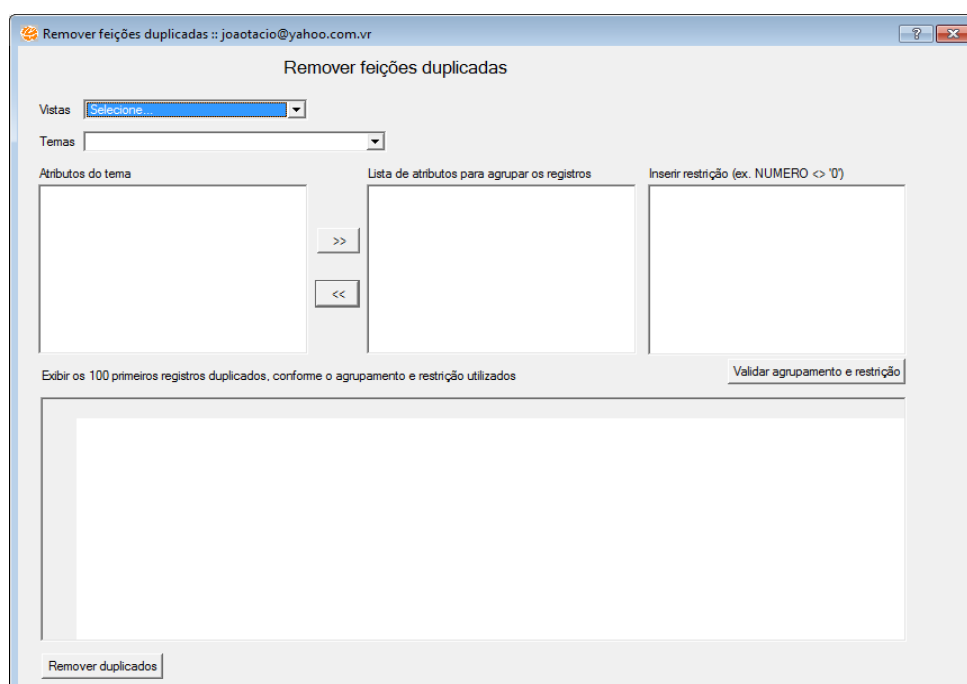 Remover feições duplicadas :: joaotacio@yahoo.com.vr
Remover feições duplicadas
Vistas Selecione...
Temas
Atributos do tema Lista de atributos para agrupar os registros Inserir restrição (ex. NUMERO <> '0')
>>
<<
Exibir os 100 primeiros registros duplicados, conforme o agrupamento e restrição utilizados Validar agrupamento e restrição
Remover duplicados